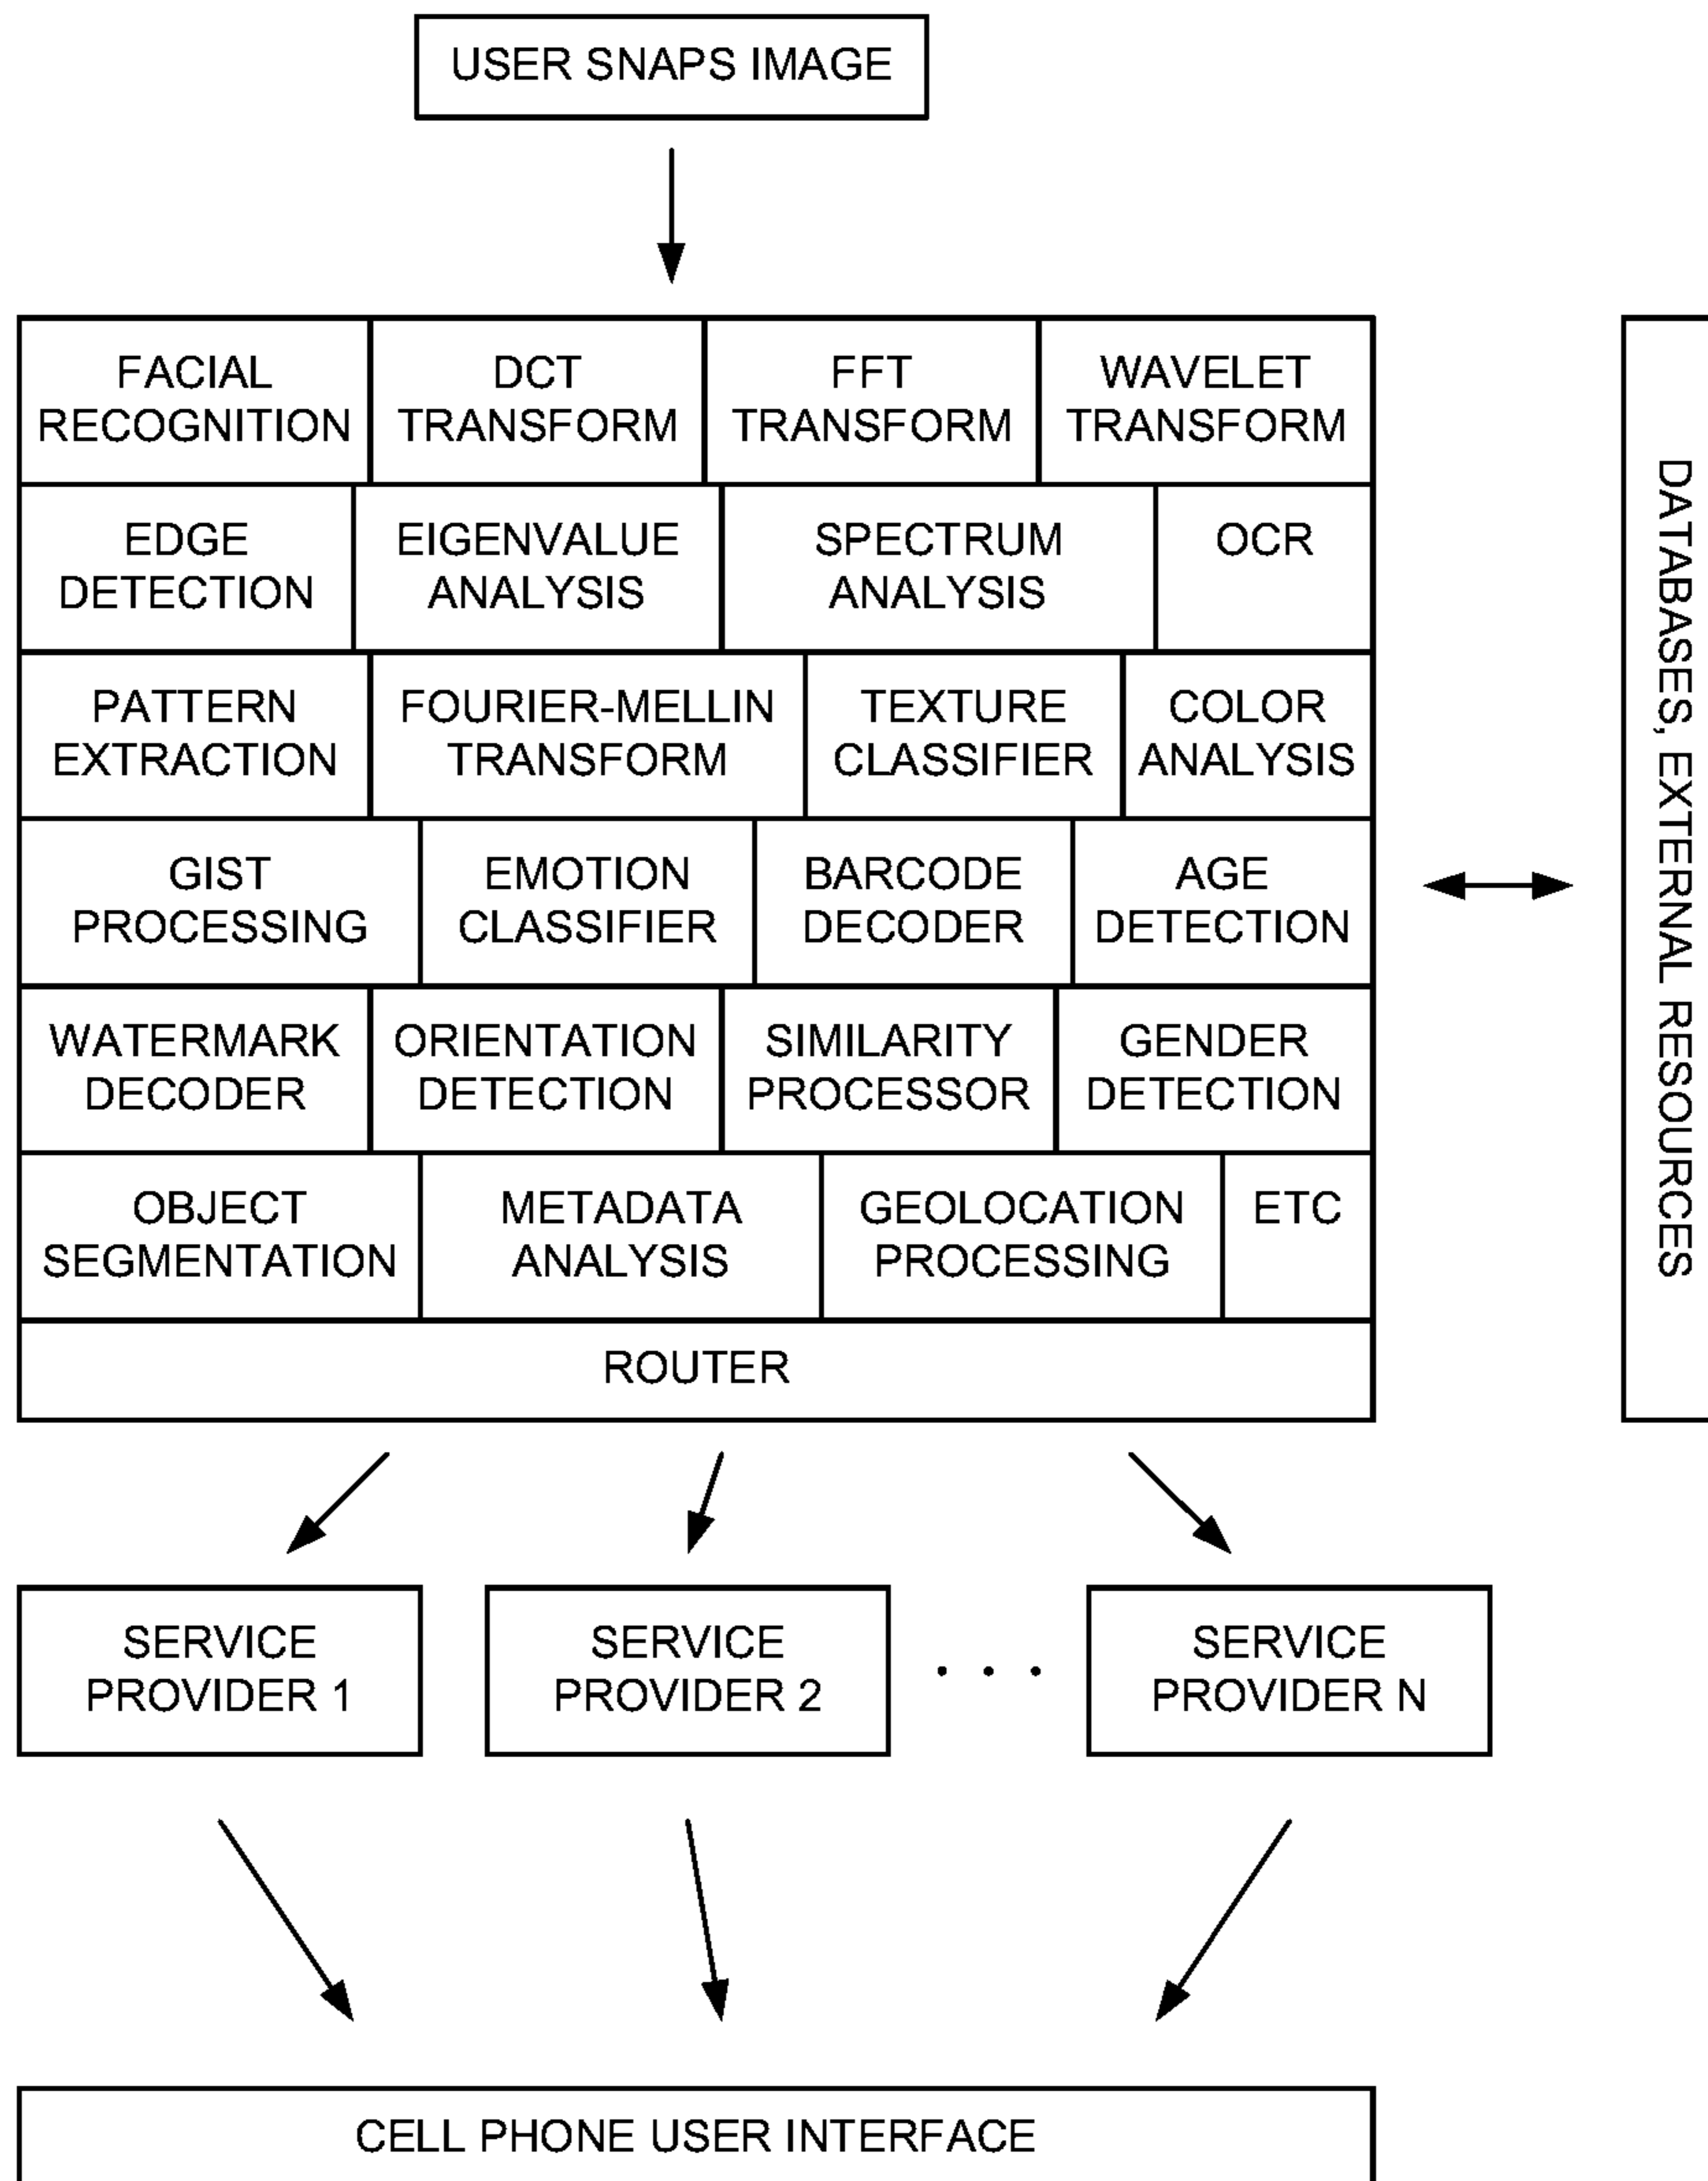 USER SNAPS IMAGE
FACIAL
RECOGNITION
DCT
TRANSFORM
FFT
TRANSFORM
WAVELET
TRANSFORM
EDGE
DETECTION
EIGENVALUE
ANALYSIS
SPECTRUM
ANALYSIS
OCR
PATTERN
EXTRACTION
FOURIER-MELLIN
TRANSFORM
TEXTURE
CLASSIFIER
COLOR
ANALYSIS
GIST
PROCESSING
EMOTION
CLASSIFIER
BARCODE
DECODER
AGE
DETECTION
WATERMARK
DECODER
ORIENTATION
DETECTION
SIMILARITY
PROCESSOR
GENDER
DETECTION
OBJECT
SEGMENTATION
METADATA
ANALYSIS
GEOLOCATION
PROCESSING
ETC
ROUTER
DATABASES, EXTERNAL RESOURCES
SERVICE
PROVIDER 1
SERVICE
PROVIDER 2
. . .
SERVICE
PROVIDER N
CELL PHONE USER INTERFACE